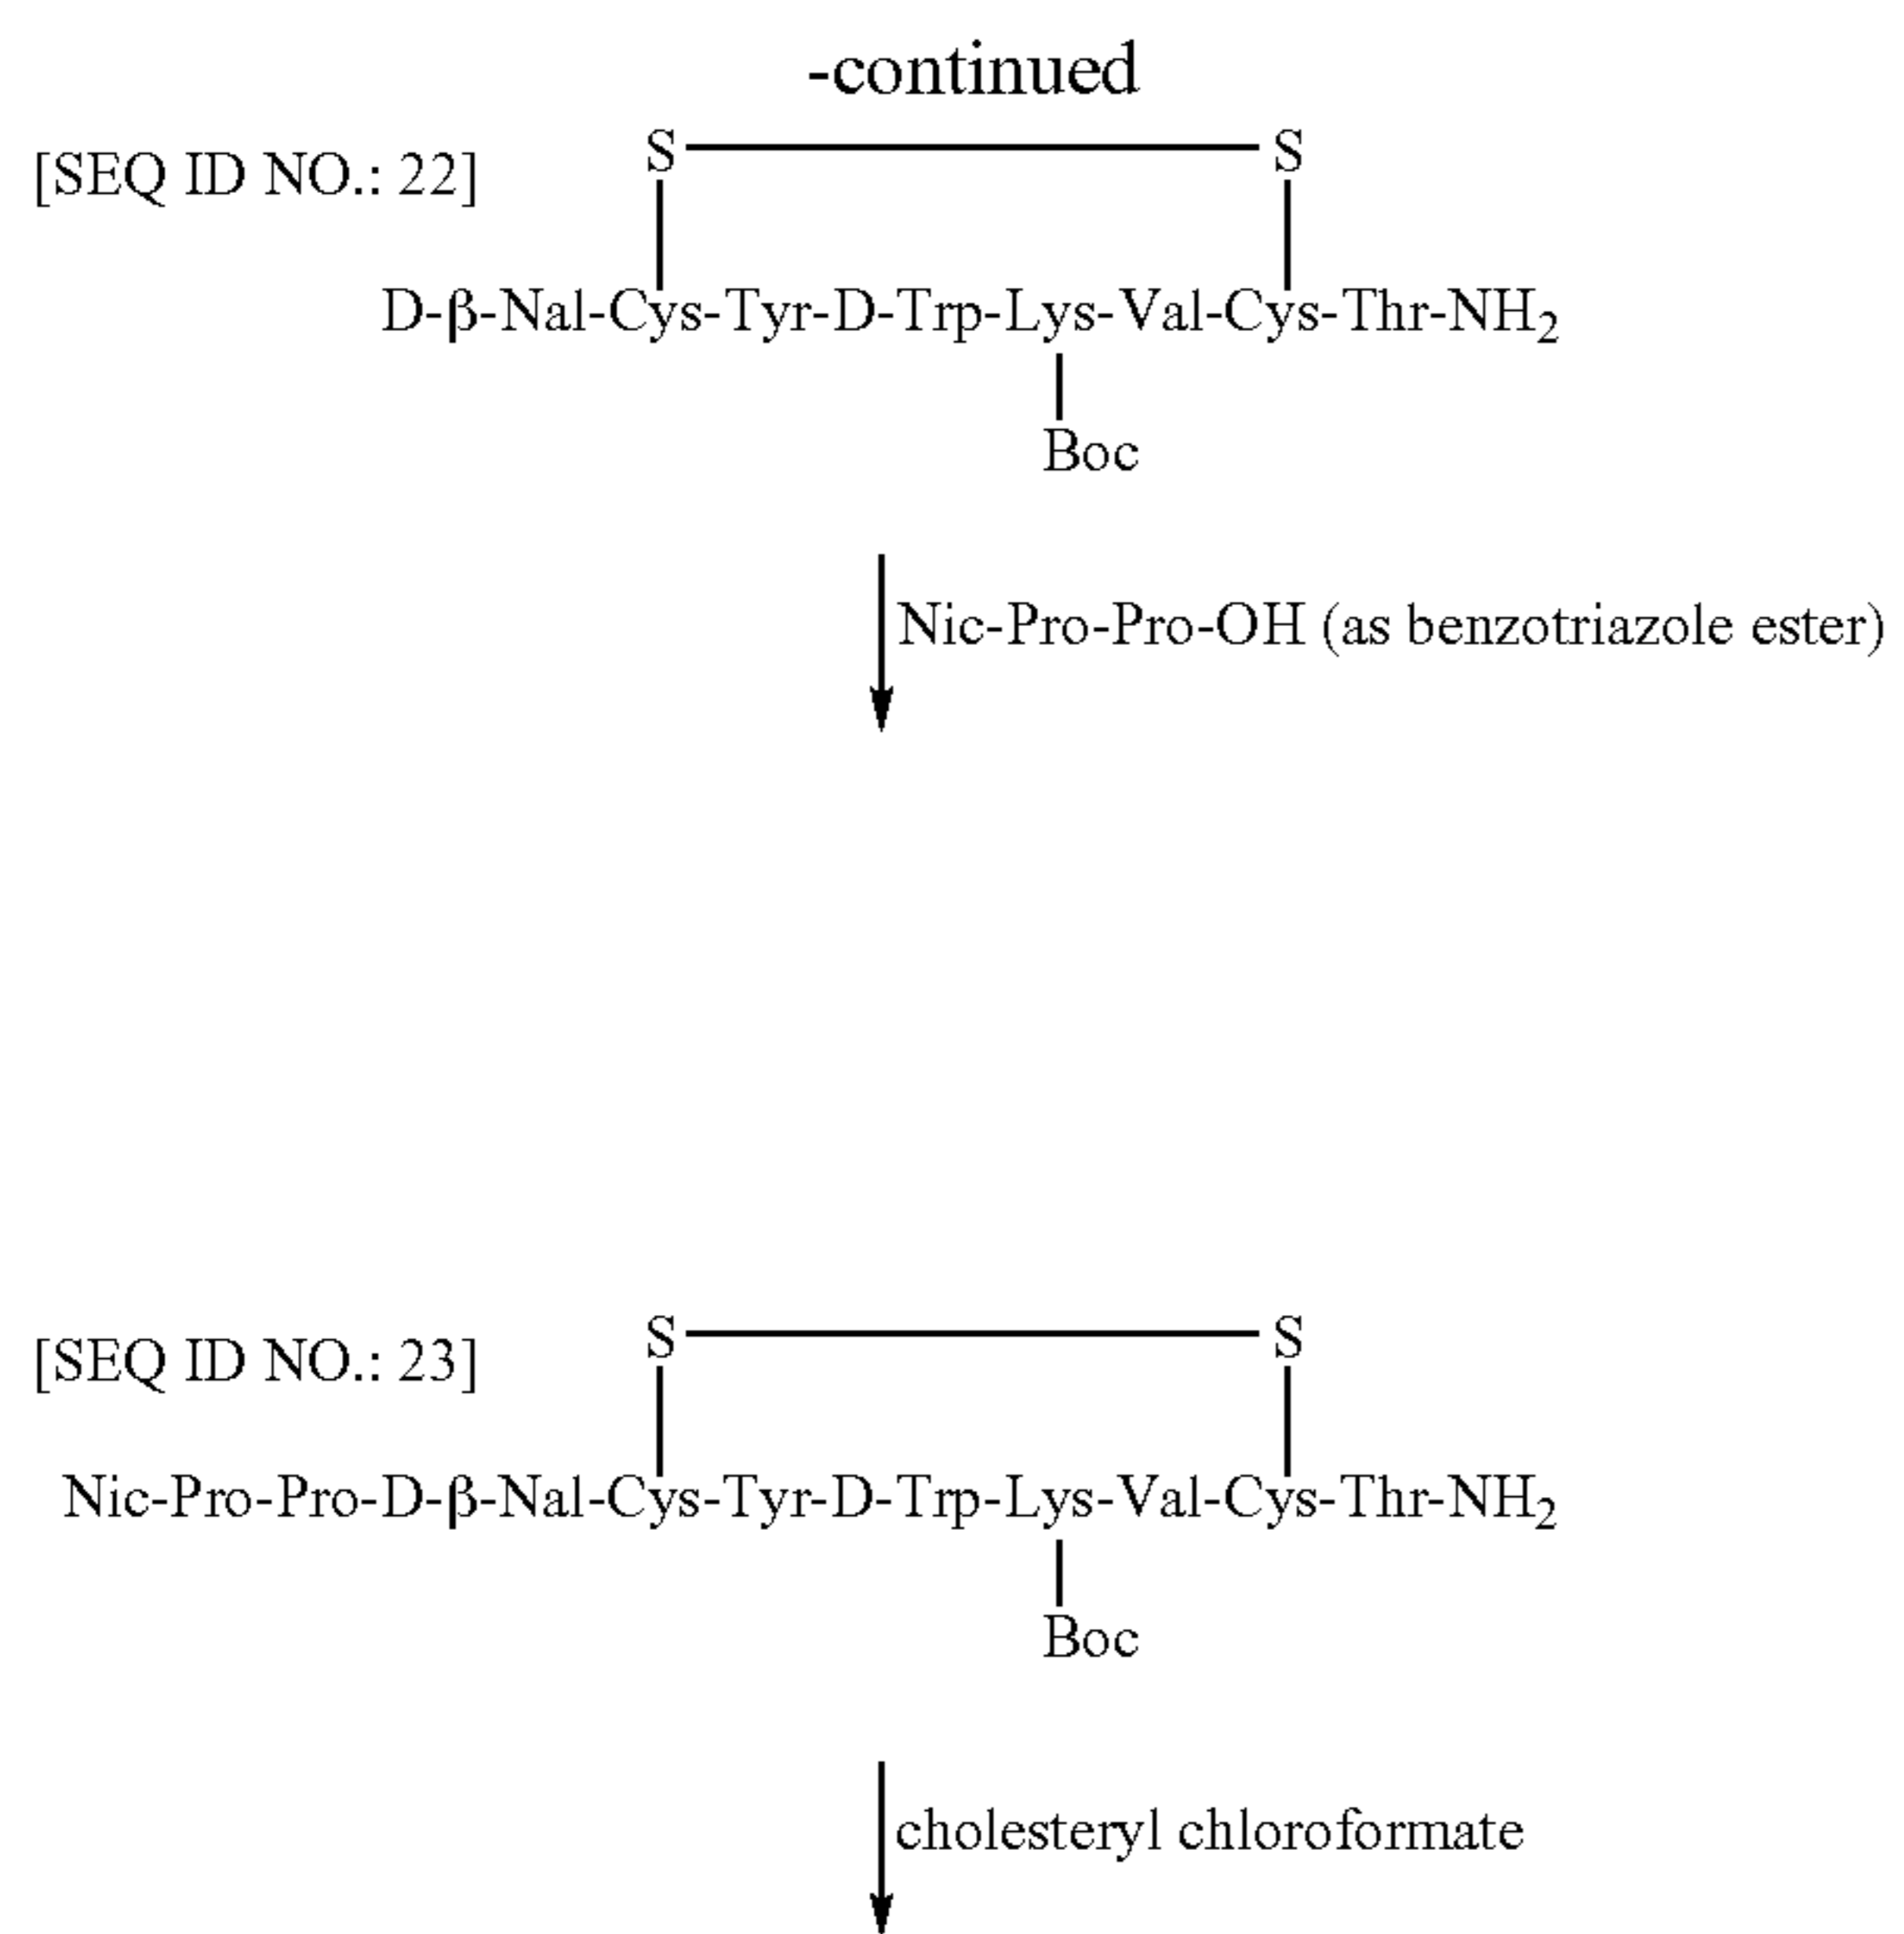 -continued
[SEQ ID NO.: 22]
S S
D-β-Nal-Cys-Tyr-D-Trp-Lys-Val-Cys-Thr-NH₂
Boc
Nic-Pro-Pro-OH (as benzotriazole ester)
[SEQ ID NO.: 23]
S S
Nic-Pro-Pro-D-β-Nal-Cys-Tyr-D-Trp-Lys-Val-Cys-Thr-NH₂
Boc
cholesteryl chloroformate